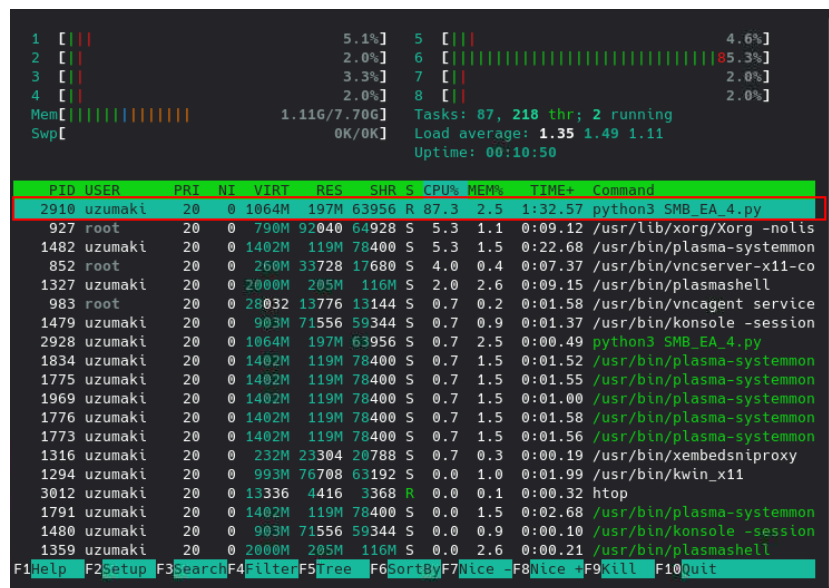 1 [||| 5.1%] 5 [||| 4.6%]
2 [|| 2.0%] 6 [||||||||||||||||||||||||||||||85.3%]
3 [|| 3.3%] 7 [|| 2.0%]
4 [|| 2.0%] 8 [|| 2.0%]
Mem[||||||||||||||| 1.11G/7.70G] Tasks: 87, 218 thr; 2 running
Swp[ 0K/0K] Load average: 1.35 1.49 1.11
Uptime: 00:10:50
PID USER PRI NI VIRT RES SHR S CPU% MEM% TIME+ Command
2910 uzumaki 20 0 1064M 197M 63956 R 87.3 2.5 1:32.57 python3 SMB_EA_4.py
927 root 20 0 790M 92040 64928 S 5.3 1.1 0:09.12 /usr/lib/xorg/Xorg -nolis
1482 uzumaki 20 0 1402M 119M 78400 S 5.3 1.5 0:22.68 /usr/bin/plasma-systemmon
852 root 20 0 260M 33728 17680 S 4.0 0.4 0:07.37 /usr/bin/vncserver-x11-co
1327 uzumaki 20 0 2000M 205M 116M S 2.0 2.6 0:09.15 /usr/bin/plasmashell
983 root 20 0 28032 13776 13144 S 0.7 0.2 0:01.58 /usr/bin/vncagent service
1479 uzumaki 20 0 903M 71556 59344 S 0.7 0.9 0:01.37 /usr/bin/konsole -session
2928 uzumaki 20 0 1064M 197M 63956 S 0.7 2.5 0:00.49 python3 SMB_EA_4.py
1834 uzumaki 20 0 1402M 119M 78400 S 0.7 1.5 0:01.52 /usr/bin/plasma-systemmon
1775 uzumaki 20 0 1402M 119M 78400 S 0.7 1.5 0:01.55 /usr/bin/plasma-systemmon
1969 uzumaki 20 0 1402M 119M 78400 S 0.7 1.5 0:01.00 /usr/bin/plasma-systemmon
1776 uzumaki 20 0 1402M 119M 78400 S 0.7 1.5 0:01.58 /usr/bin/plasma-systemmon
1773 uzumaki 20 0 1402M 119M 78400 S 0.7 1.5 0:01.56 /usr/bin/plasma-systemmon
1316 uzumaki 20 0 232M 23304 20788 S 0.7 0.3 0:00.19 /usr/bin/xembedsniproxy
1294 uzumaki 20 0 993M 76708 63192 S 0.0 1.0 0:01.99 /usr/bin/kwin_x11
3012 uzumaki 20 0 13336 4416 3368 R 0.0 0.1 0:00.32 htop
1791 uzumaki 20 0 1402M 119M 78400 S 0.0 1.5 0:02.68 /usr/bin/plasma-systemmon
1480 uzumaki 20 0 903M 71556 59344 S 0.0 0.9 0:00.10 /usr/bin/konsole -session
1359 uzumaki 20 0 2000M 205M 116M S 0.0 2.6 0:00.21 /usr/bin/plasmashell
F1Help F2Setup F3SearchF4FilterF5Tree F6SortByF7Nice -F8Nice +F9Kill F10Quit